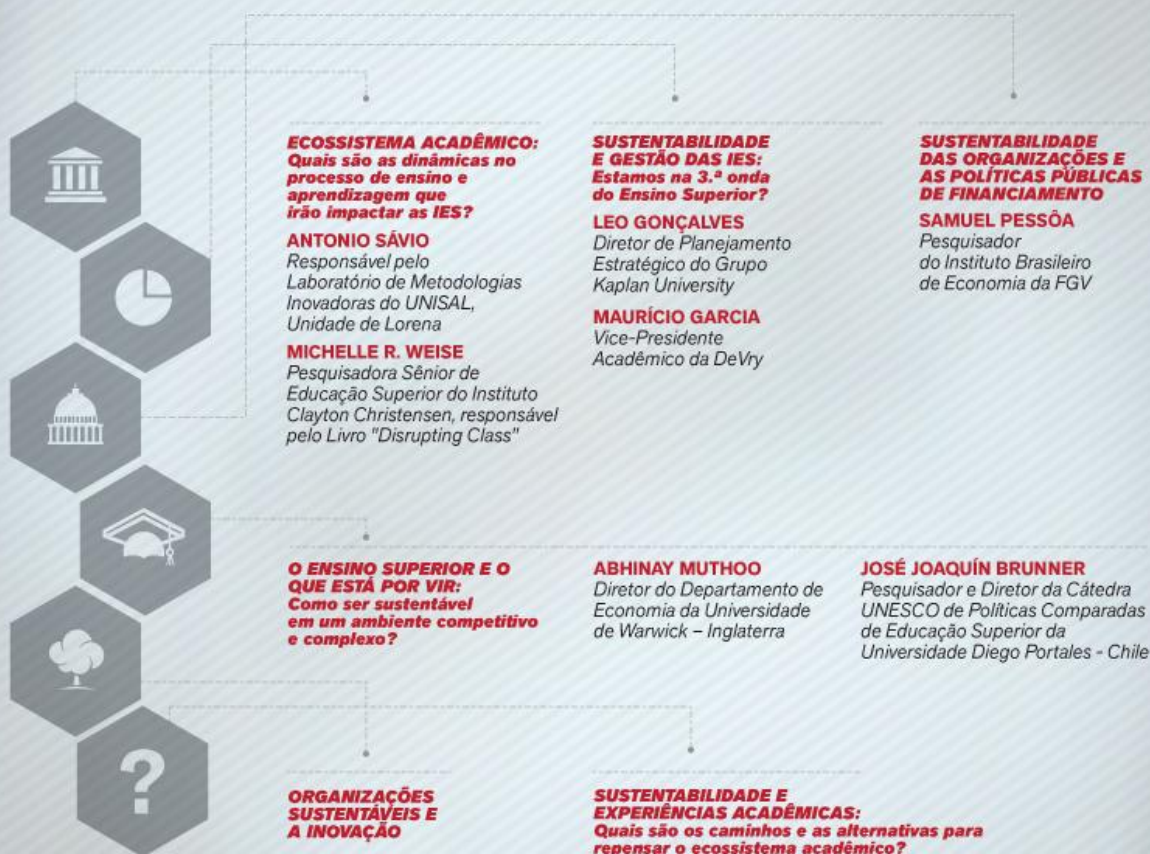 ECOSSISTEMA ACADÊMICO:
Quais são as dinâmicas no
processo de ensino e
aprendizagem que
irão impactar as IES?
ANTONIO SÁVIO
Responsável pelo
Laboratório de Metodologias
Inovadoras do UNISAL,
Unidade de Lorena
MICHELLE R. WEISE
Pesquisadora Sênior de
Educação Superior do Instituto
Clayton Christensen, responsável
pelo Livro "Disrupting Class"
SUSTENTABILIDADE
E GESTÃO DAS IES:
Estamos na 3.ª onda
do Ensino Superior?
LEO GONÇALVES
Diretor de Planejamento
Estratégico do Grupo
Kaplan University
MAURÍCIO GARCIA
Vice-Presidente
Acadêmico da DeVry
SUSTENTABILIDADE
DAS ORGANIZAÇÕES E
AS POLÍTICAS PÚBLICAS
DE FINANCIAMENTO
SAMUEL PESSÔA
Pesquisador
do Instituto Brasileiro
de Economia da FGV
O ENSINO SUPERIOR E O
QUE ESTÁ POR VIR:
Como ser sustentável
em um ambiente competitivo
e complexo?
ABHINAY MUTHOO
Diretor do Departamento de
Economia da Universidade
de Warwick – Inglaterra
JOSÉ JOAQUÍN BRUNNER
Pesquisador e Diretor da Cátedra
UNESCO de Políticas Comparadas
de Educação Superior da
Universidade Diego Portales - Chile
?
ORGANIZAÇÕES
SUSTENTÁVEIS E
A INOVAÇÃO
SUSTENTABILIDADE E
EXPERIÊNCIAS ACADÊMICAS:
Quais são os caminhos e as alternativas para
repensar o ecossistema acadêmico?